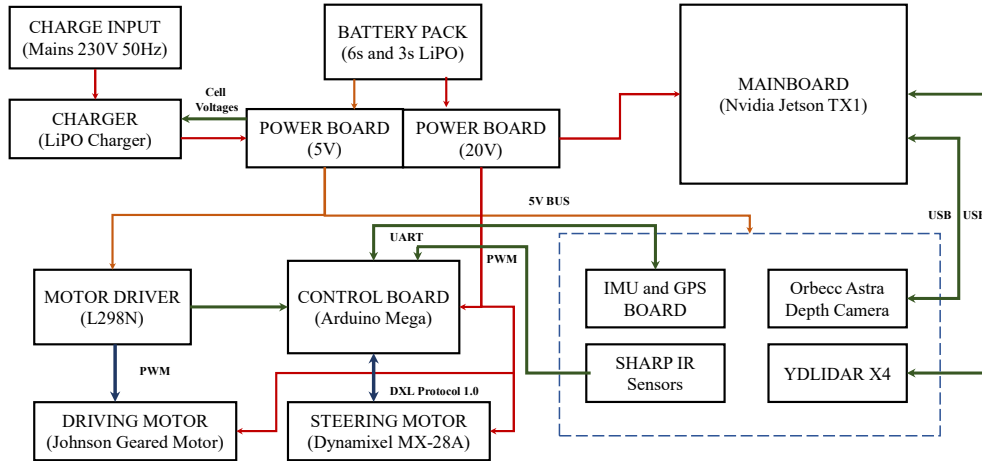 CHARGE INPUT
(Mains 230V 50Hz)
BATTERY PACK
(6s and 3s LiPO)
MAINBOARD
(Nvidia Jetson TX1)
Cell
Voltages
CHARGER
(LiPO Charger)
POWER BOARD
(5V)
POWER BOARD
(20V)
5V BUS
USB
USB
UART
PWM
MOTOR DRIVER
(L298N)
CONTROL BOARD
(Arduino Mega)
IMU and GPS
BOARD
Orbecc Astra
Depth Camera
PWM
DXL Protocol 1.0
SHARP IR
Sensors
YDLIDAR X4
DRIVING MOTOR
(Johnson Geared Motor)
STEERING MOTOR
(Dynamixel MX-28A)